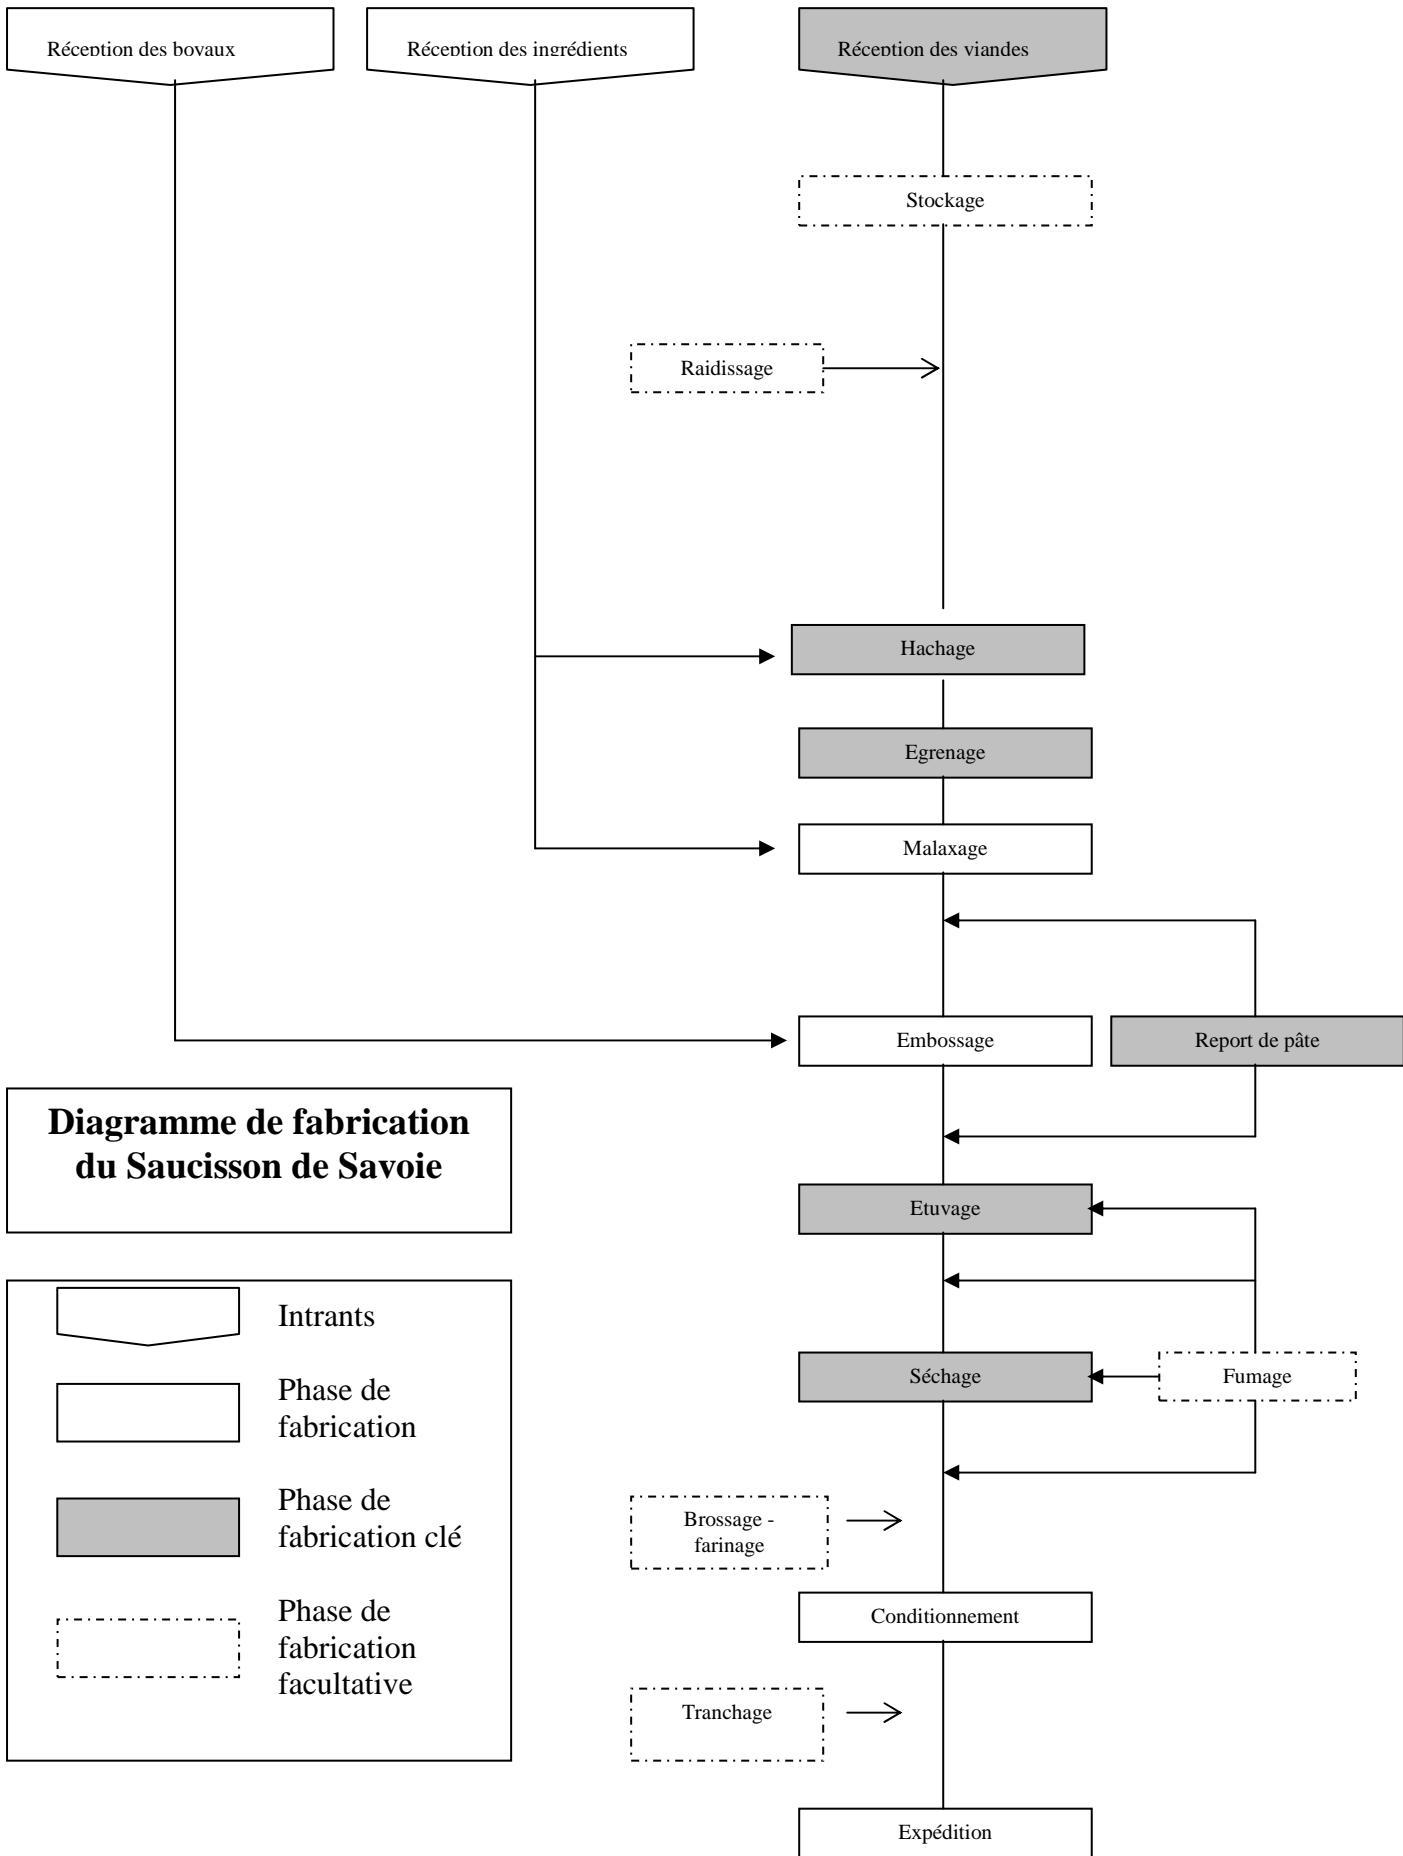 Réception des boyaux
Réception des ingrédients
Réception des viandes
Stockage
Raidissage
Hachage
Egrenage
Malaxage
Embossage
Report de pâte
Diagramme de fabrication
du Saucisson de Savoie
Etuvage
Intrants
Séchage
Fumage
Phase de
fabrication
Phase de
fabrication clé
Brossage -
farinage
Conditionnement
Phase de
fabrication
facultative
Tranchage
Expédition